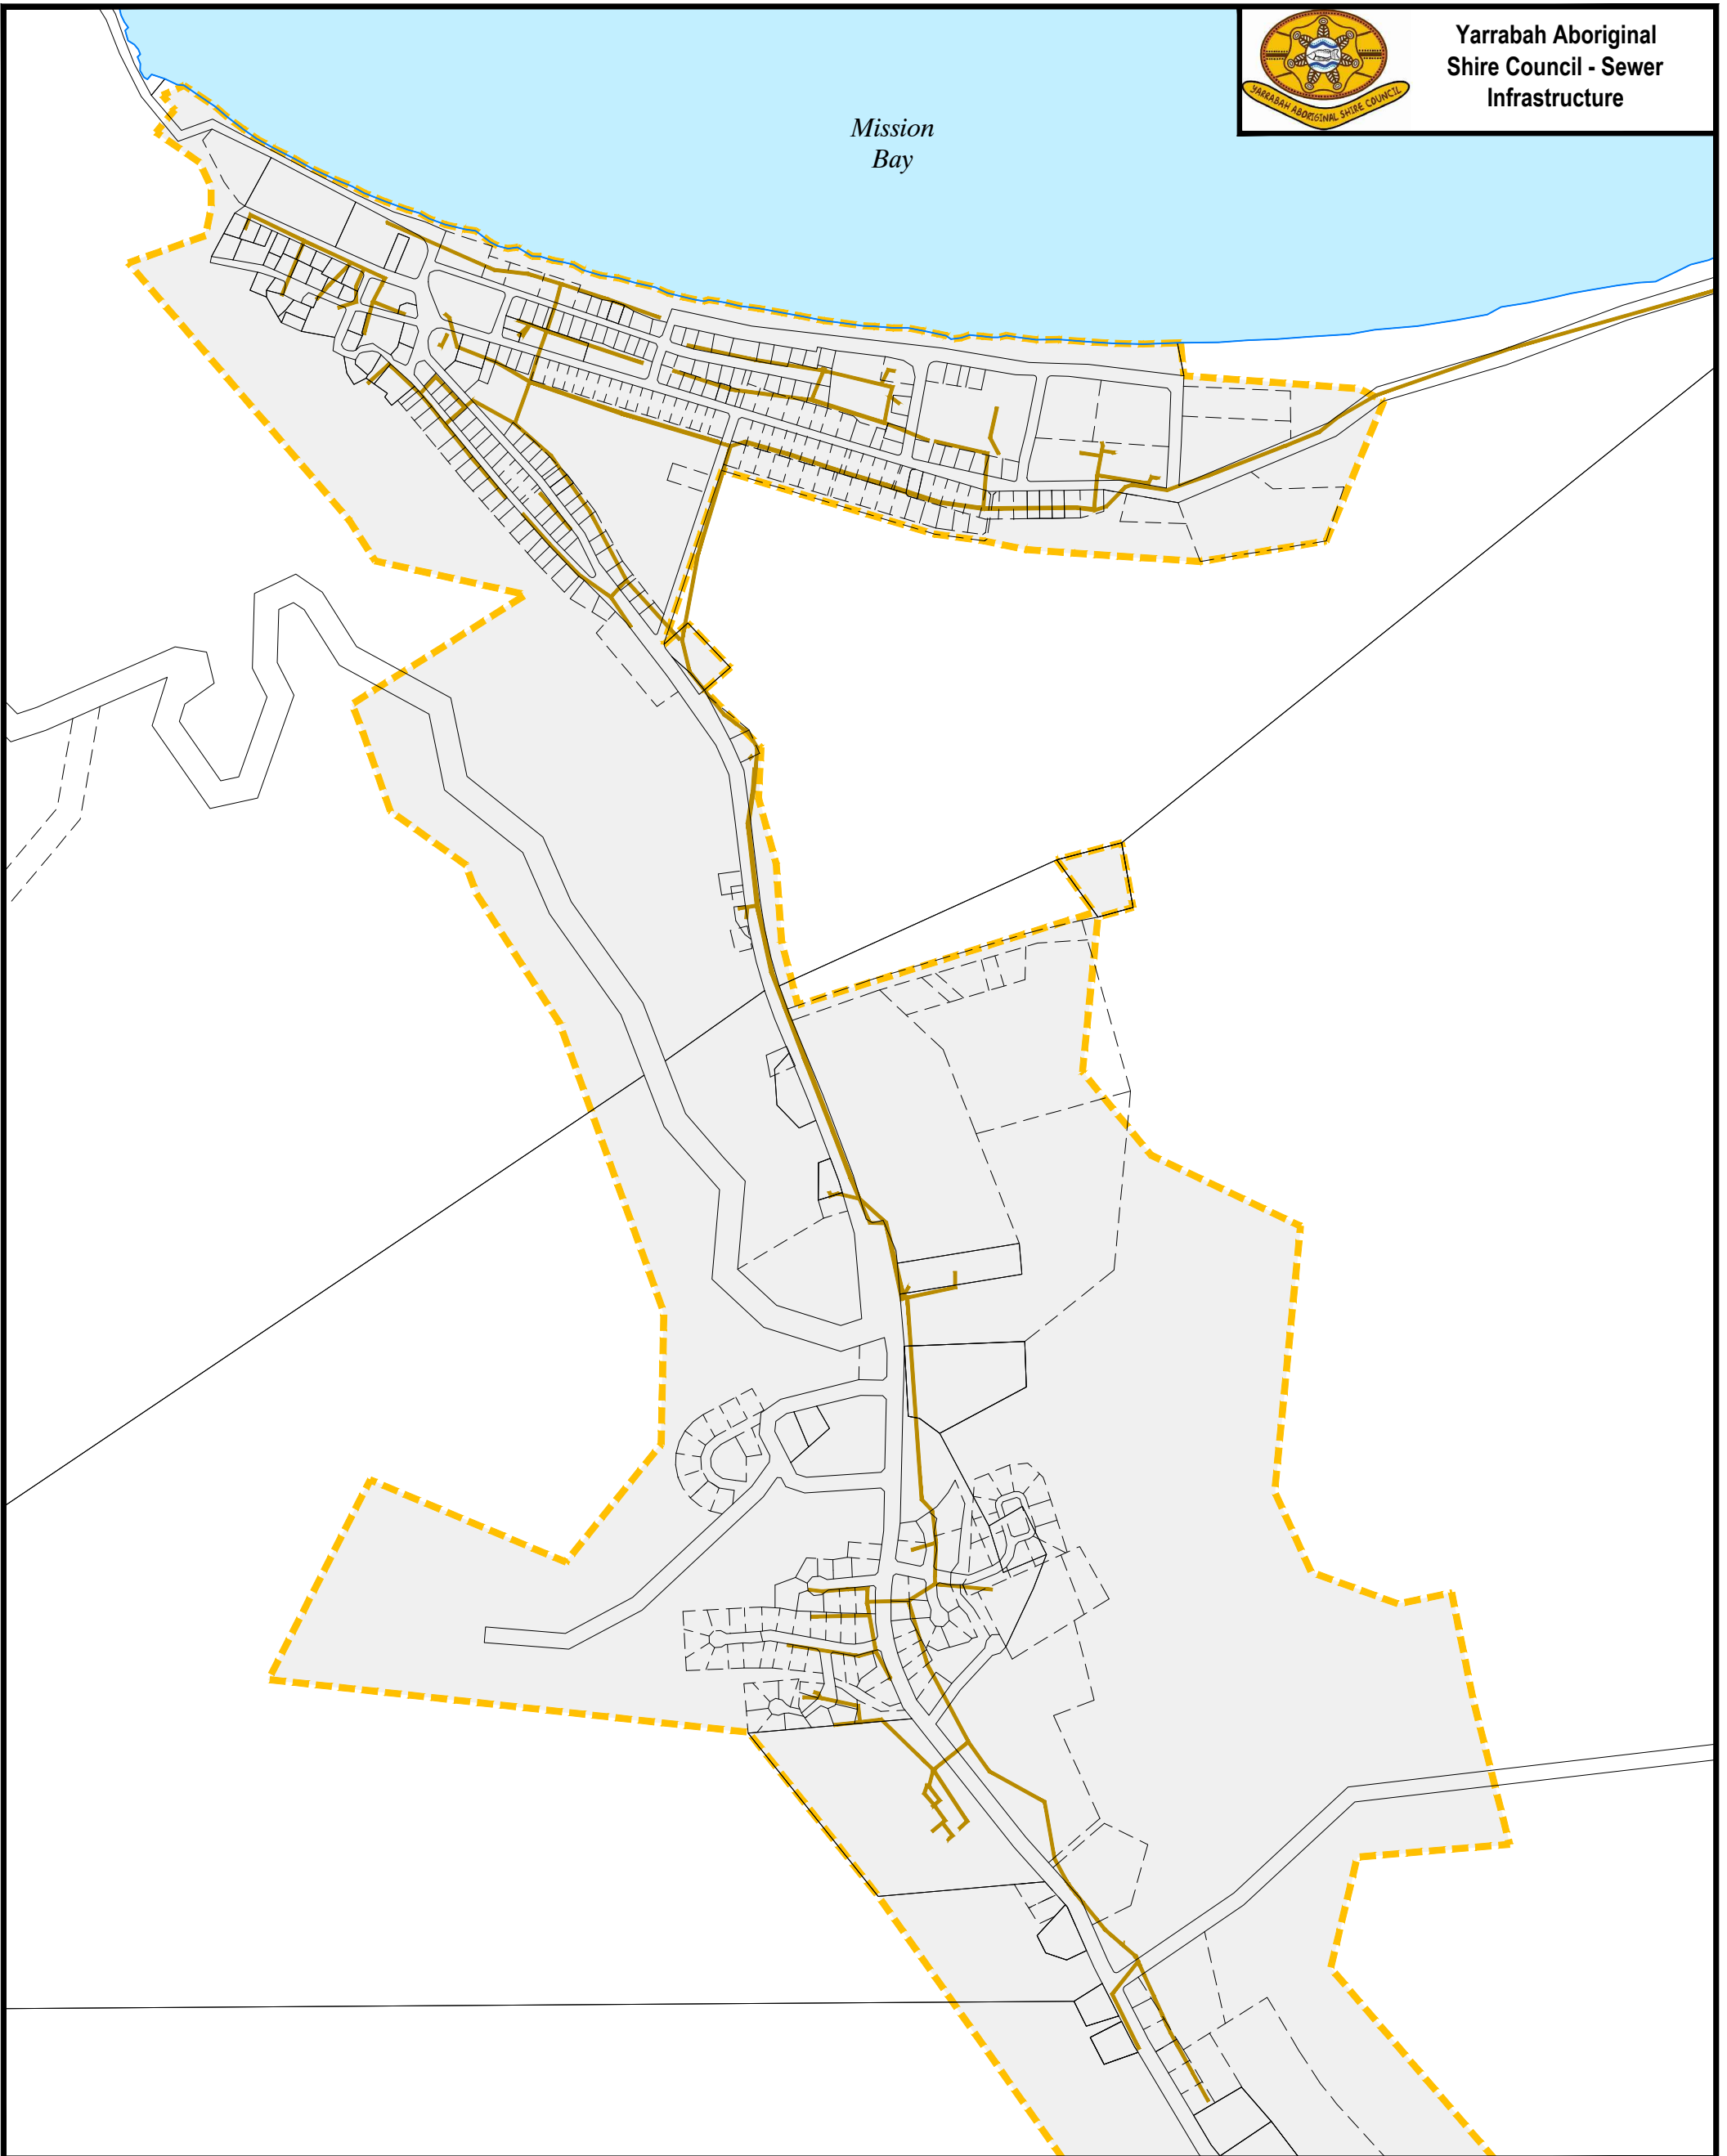 Yarrabah Aboriginal
Shire Council - Sewer
Infrastructure
YARRABAH ABORIGINAL SHIRE COUNCIL
Mission
Bay